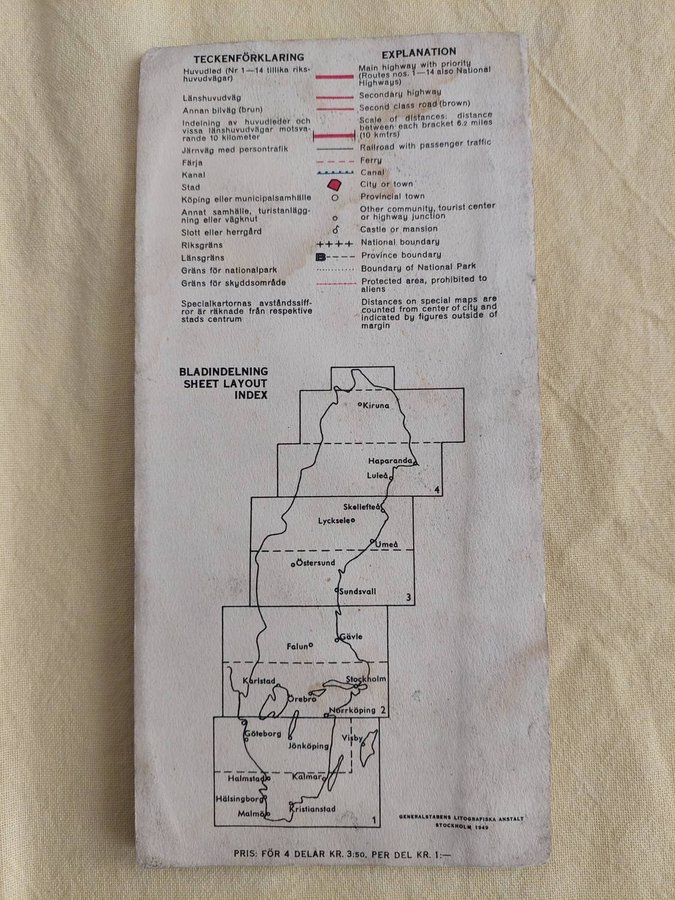 TECKENFÖRKLARING
Huvudled (Nr 1—14 tillika riks-
huvudvägar)
Länshuvudväg
Annan bilväg (brun)
Indelning av huvudleder och
vissa länshuvudvägar motsva-
rande 10 kilometer
Järnväg med persontrafik
Färja
Kanal
Stad
Köping eller municipalsamhälle
Annat samhälle, turistanlägg-
ning eller vägknut
Slott eller herrgård
Riksgräns
Länsgräns
Gräns för nationalpark
Gräns för skyddsområde
Specialkartornas avståndssiff-
ror är räknade från respektive
stads centrum
EXPLANATION
Main highway with priority
(Routes nos. 1—14 also National
Highways)
Secondary highway
Second class road (brown)
Scale of distances: distance
between each bracket 6.2 miles
(10 kmtrs)
Railroad with passenger traffic
Ferry
Canal
City or town
Provincial town
Other community, tourist center
or highway junction
Castle or mansion
National boundary
B
Province boundary
Boundary of National Park
Protected area, prohibited to
aliens
Distances on special maps are
counted from center of city and
indicated by figures outside of
margin
BLADINDELNING
SHEET LAYOUT
INDEX
Kiruna
Haparanda
Luleå
4
Skellefteå
Lycksele
Umeå
Östersund
Sundsvall
3
Gävle
Falun
Karlstad
Stockholm
Örebro
Norrköping
2
Göteborg
Jönköping
Visby
Halmstad
Kalmar
Hälsingborg
Kristianstad
Malmö
1
GENERALSTABENS LITOGRAFISKA ANSTALT
STOCKHOLM 1949
PRIS: FÖR 4 DELAR KR. 3:50, PER DEL KR. 1:—